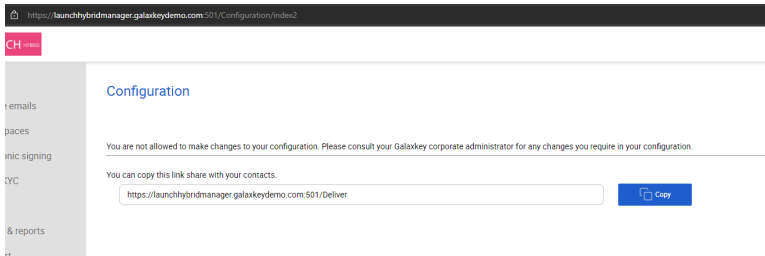 https://launchhybridmanager.galaxkeydemo.com:501/Configuration/index2
CH HYBRID
Configuration
e emails
paces
onic signing
KYC
& reports
You are not allowed to make changes to your configuration. Please consult your Galaxkey corporate administrator for any changes you require in your configuration.
You can copy this link share with your contacts.
https://launchhybridmanager.galaxkeydemo.com:501/Deliver
Copy